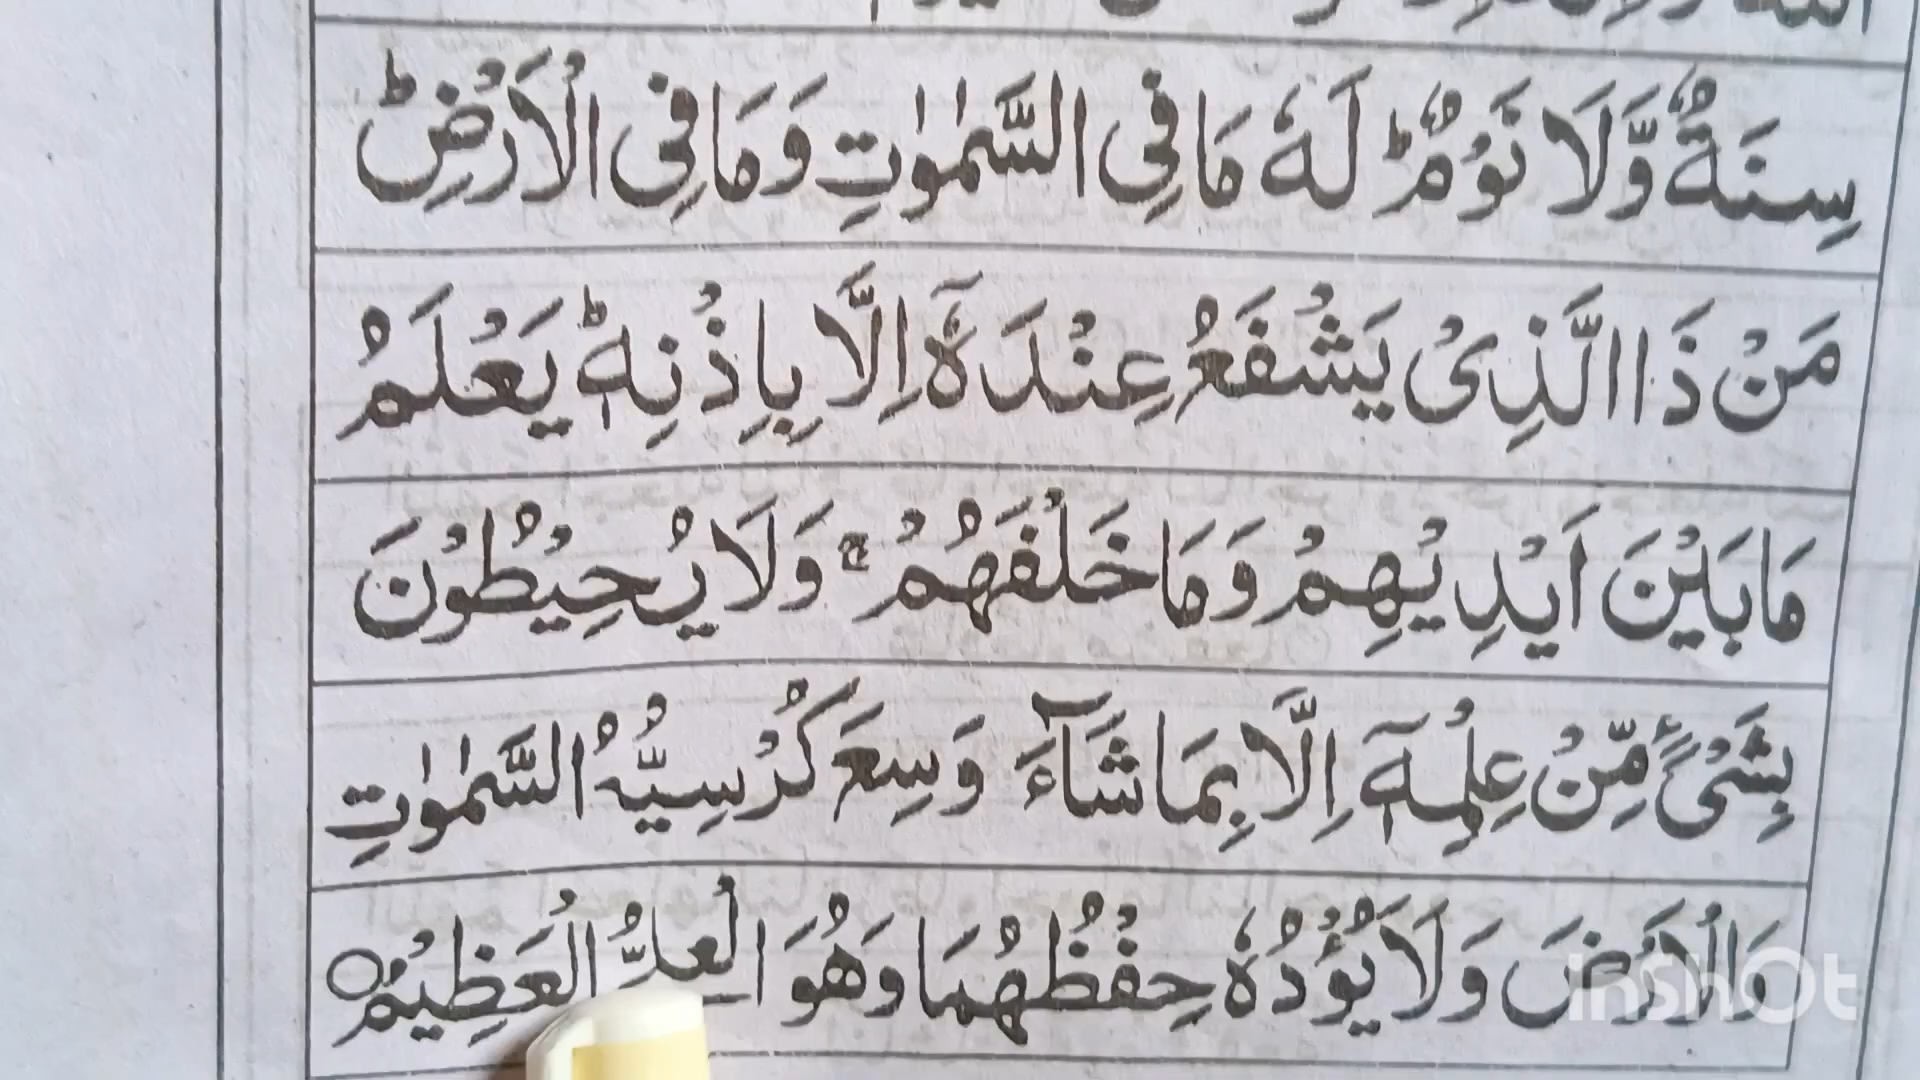 سِنَةٌ وَّلَا نَوْمٌ ؕ لَهٗ مَا فِی السَّمٰوٰتِ وَمَا فِی الْاَرْضِ ؕ
مَنْ ذَا الَّذِیْ یَشْفَعُ عِنْدَهٗۤ اِلَّا بِاِذْنِهٖ ؕ یَعْلَمُ
مَا بَیْنَ اَیْدِیْهِمْ وَمَا خَلْفَهُمْ ۚ وَلَا یُحِیْطُوْنَ
بِشَیْءٍ مِّنْ عِلْمِهٖۤ اِلَّا بِمَا شَآءَ ۚ وَسِعَ كُرْسِیُّهُ السَّمٰوٰتِ
وَالْاَرْضَ وَلَا یَؤُدُهٗ حِفْظُهُمَا وَهُوَ الْعَلِیُّ الْعَظِیْمُ ○
InShOt